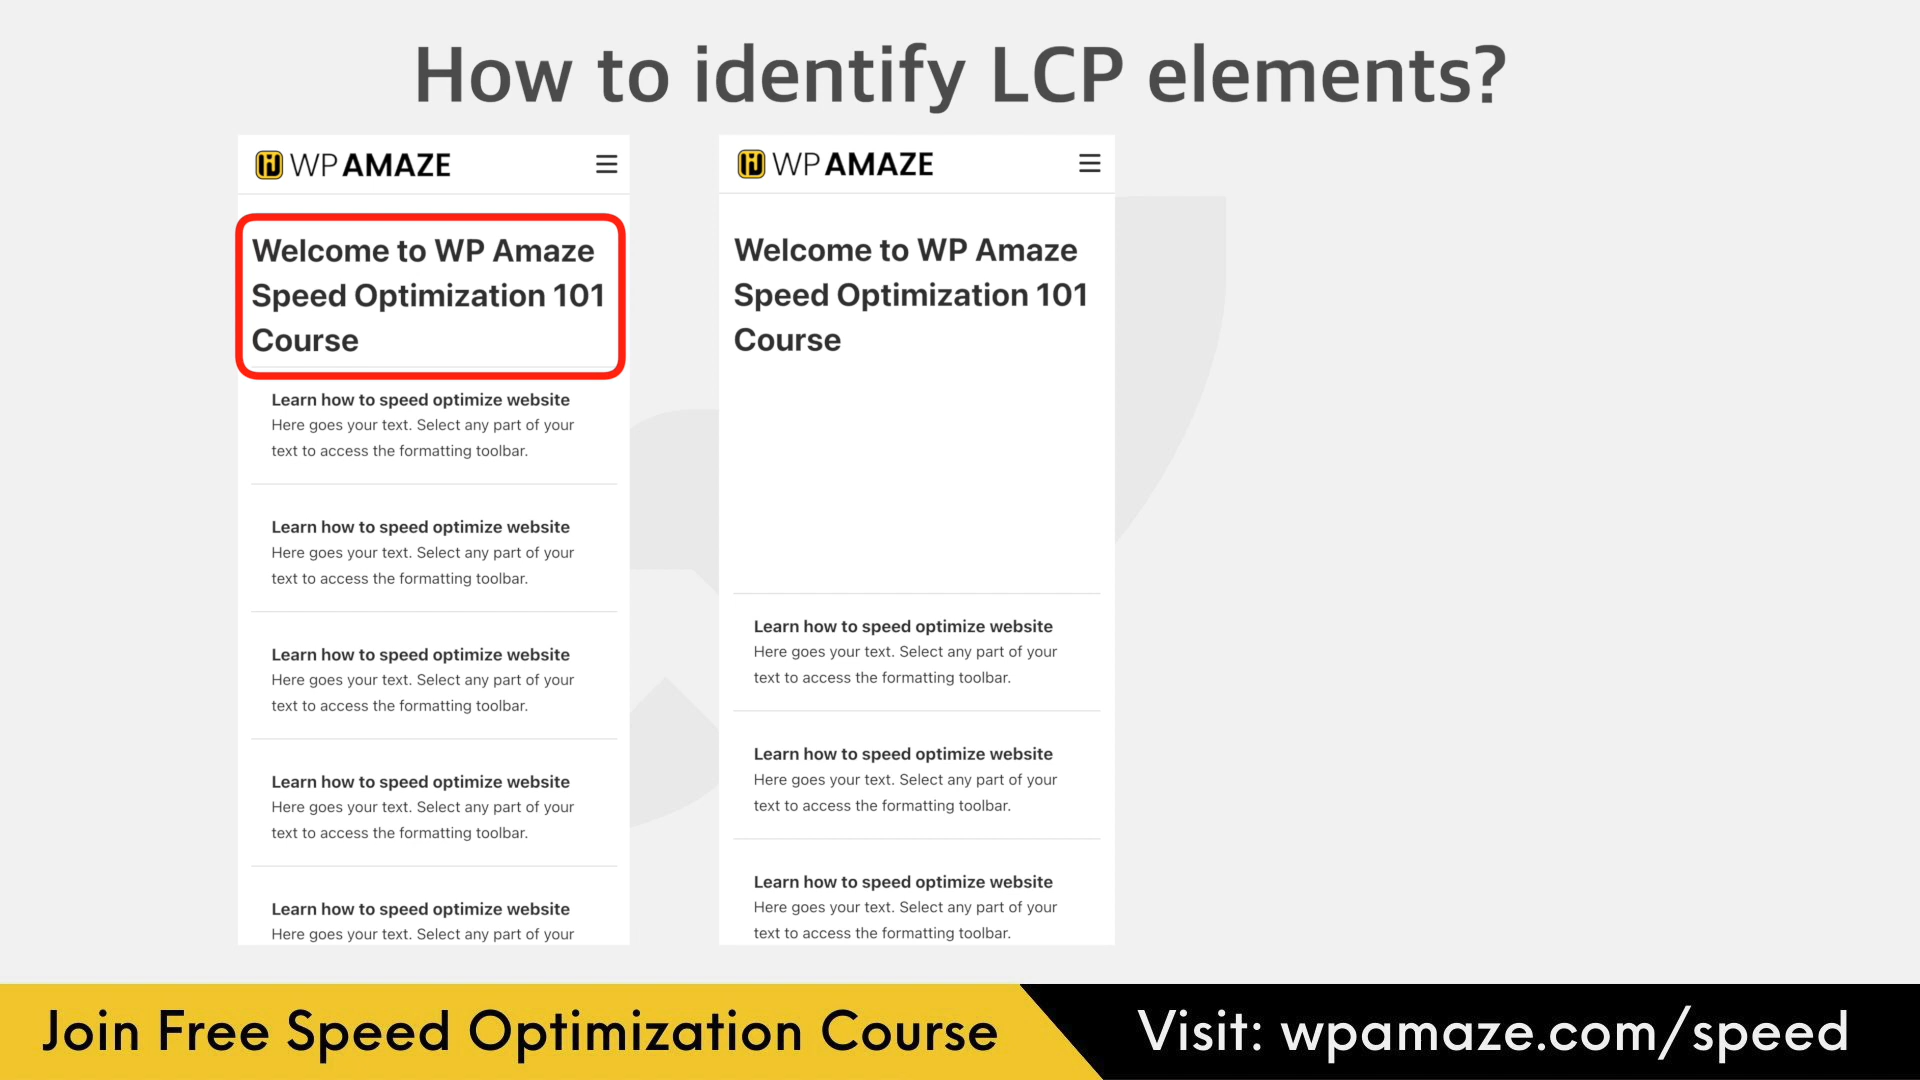 How to identify LCP elements?
WP AMAZE
Welcome to WP Amaze
Speed Optimization 101
Course
Learn how to speed optimize website
Here goes your text. Select any part of your
text to access the formatting toolbar.
Learn how to speed optimize website
Here goes your text. Select any part of your
text to access the formatting toolbar.
Learn how to speed optimize website
Here goes your text. Select any part of your
text to access the formatting toolbar.
Learn how to speed optimize website
Here goes your text. Select any part of your
text to access the formatting toolbar.
Learn how to speed optimize website
Here goes your text. Select any part of your
WP AMAZE
Welcome to WP Amaze
Speed Optimization 101
Course
Learn how to speed optimize website
Here goes your text. Select any part of your
text to access the formatting toolbar.
Learn how to speed optimize website
Here goes your text. Select any part of your
text to access the formatting toolbar.
Learn how to speed optimize website
Here goes your text. Select any part of your
text to access the formatting toolbar.
Join Free Speed Optimization Course
Visit: wpamaze.com/speed